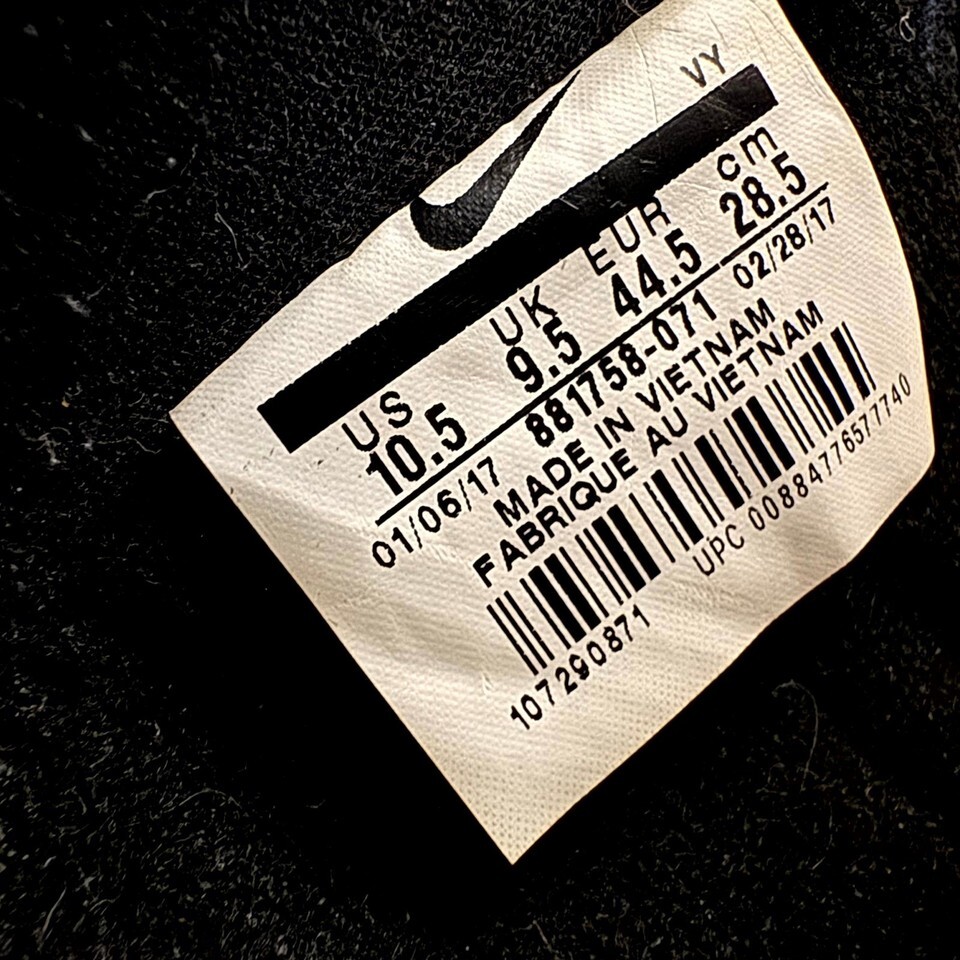 VY
US UK EUR cm
10.5 9.5 44.5 28.5
01/06/17 881758-071 02/28/17
MADE IN VIETNAM
FABRIQUE AU VIETNAM
107290871 UPC 00884776577740